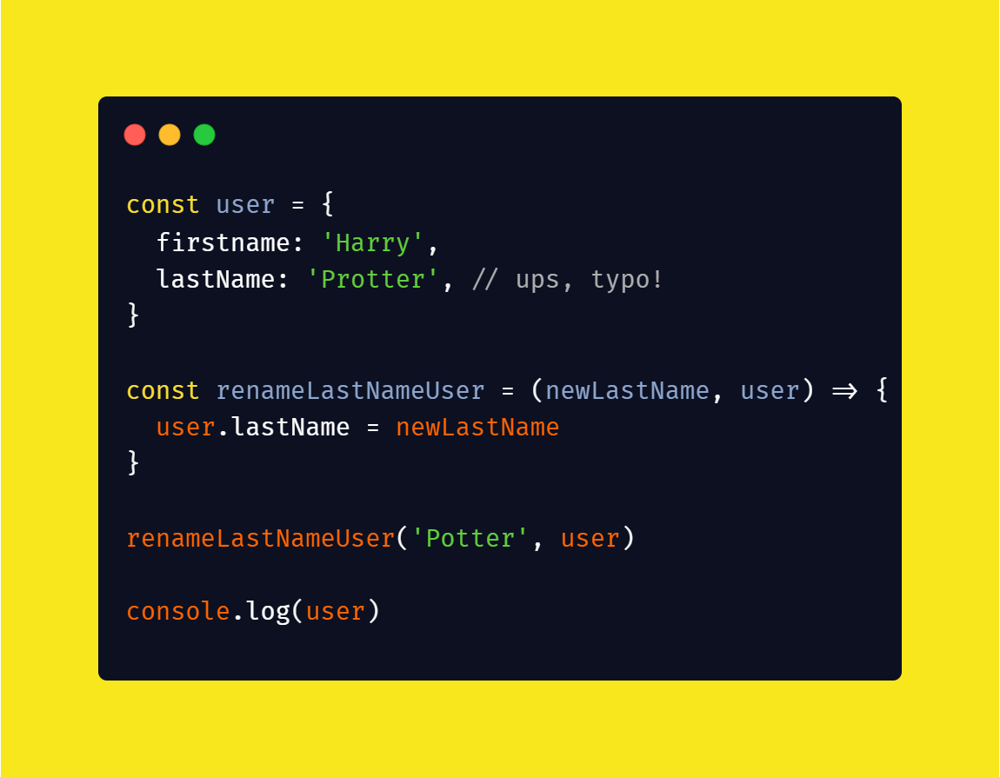 const user = {
  firstname: 'Harry',
  lastName: 'Protter', // ups, typo!
}
const renameLastNameUser = (newLastName, user) => {
  user.lastName = newLastName
}
renameLastNameUser('Potter', user)
console.log(user)